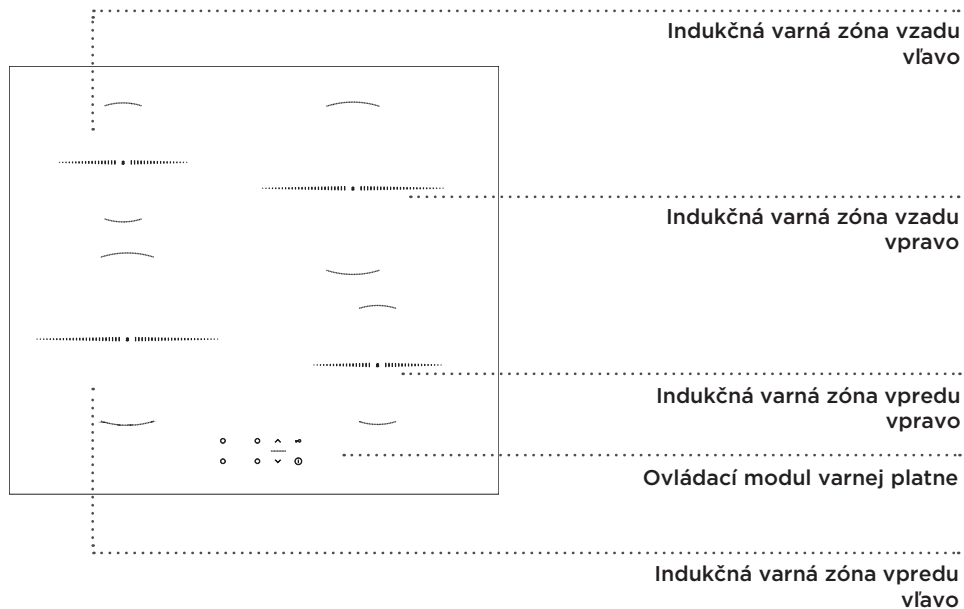 Indukčná varná zóna vzadu
vľavo
Indukčná varná zóna vzadu
vpravo
Indukčná varná zóna vpredu
vpravo
Ovládací modul varnej platne
Indukčná varná zóna vpredu
vľavo